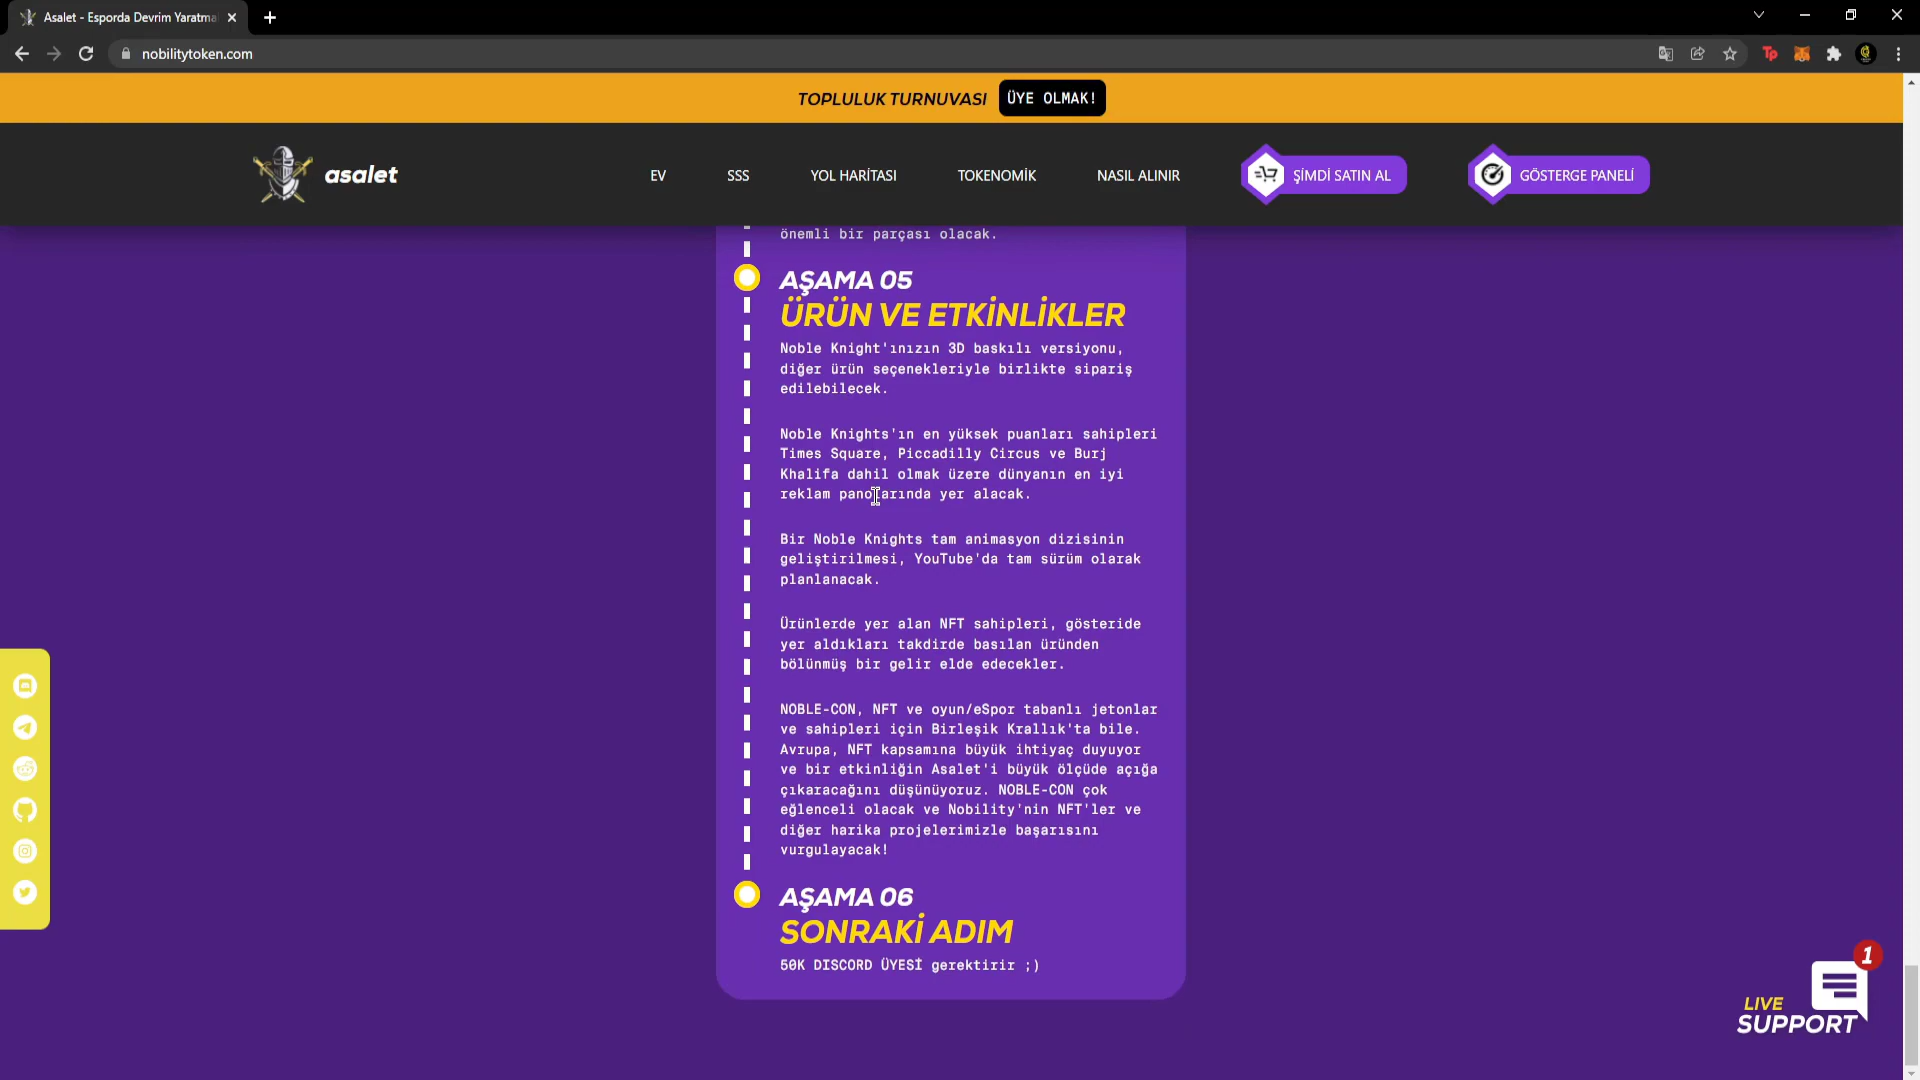 Asalet - Esporda Devrim Yaratma
nobilitytoken.com
TOPLULUK TURNUVASI
ÜYE OLMAK!
asalet
EV
SSS
YOL HARİTASI
TOKENOMİK
NASIL ALINIR
ŞİMDİ SATIN AL
GÖSTERGE PANELİ
önemli bir parçası olacak.
AŞAMA 05
ÜRÜN VE ETKİNLİKLER
Noble Knight'ınızın 3D baskılı versiyonu,
diğer ürün seçenekleriyle birlikte sipariş
edilebilecek.
Noble Knights'ın en yüksek puanları sahipleri
Times Square, Piccadilly Circus ve Burj
Khalifa dahil olmak üzere dünyanın en iyi
reklam panolarında yer alacak.
Bir Noble Knights tam animasyon dizisinin
geliştirilmesi, YouTube'da tam sürüm olarak
planlanacak.
Ürünlerde yer alan NFT sahipleri, gösteride
yer aldıkları takdirde basılan üründen
bölünmüş bir gelir elde edecekler.
NOBLE-CON, NFT ve oyun/eSpor tabanlı jetonlar
ve sahipleri için Birleşik Krallık'ta bile.
Avrupa, NFT kapsamına büyük ihtiyaç duyuyor
ve bir etkinliğin Asalet'i büyük ölçüde açığa
çıkaracağını düşünüyoruz. NOBLE-CON çok
eğlenceli olacak ve Nobility'nin NFT'ler ve
diğer harika projelerimizle başarısını
vurgulayacak!
AŞAMA 06
SONRAKİ ADIM
50K DISCORD ÜYESİ gerektirir ;)
1
LIVE
SUPPORT